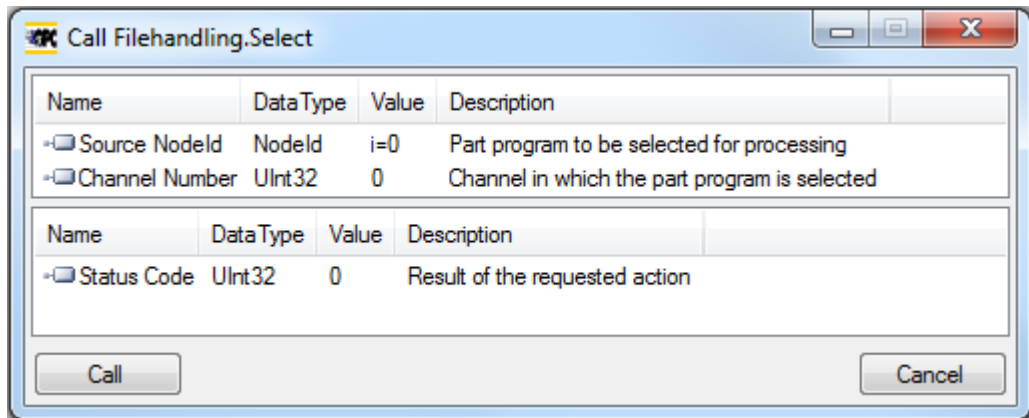 OPC Call Filehandling.Select
Name DataType Value Description
Source NodeId NodeId i=0 Part program to be selected for processing
Channel Number UInt32 0 Channel in which the part program is selected
Name DataType Value Description
Status Code UInt32 0 Result of the requested action
Call Cancel